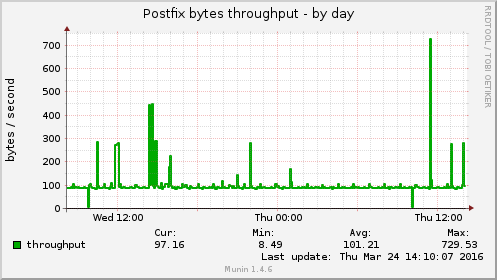 Postfix bytes throughput - by day
RRDTOOL / TOBI OETIKER
bytes / second
700
600
500
400
300
200
100
0
Wed 12:00 Thu 00:00 Thu 12:00
Cur: Min: Avg: Max:
throughput 97.16 8.49 101.21 729.53
Last update: Thu Mar 24 14:10:07 2016
Munin 1.4.6